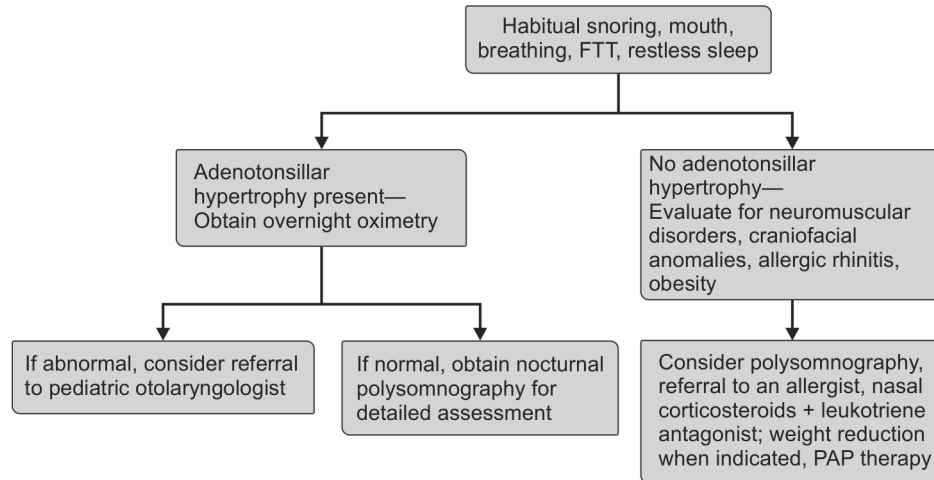 Habitual snoring, mouth,
breathing, FTT, restless sleep
Adenotonsillar
hypertrophy present—
Obtain overnight oximetry
No adenotonsillar
hypertrophy—
Evaluate for neuromuscular
disorders, craniofacial
anomalies, allergic rhinitis,
obesity
If abnormal, consider referral
to pediatric otolaryngologist
If normal, obtain nocturnal
polysomnography for
detailed assessment
Consider polysomnography,
referral to an allergist, nasal
corticosteroids + leukotriene
antagonist; weight reduction
when indicated, PAP therapy